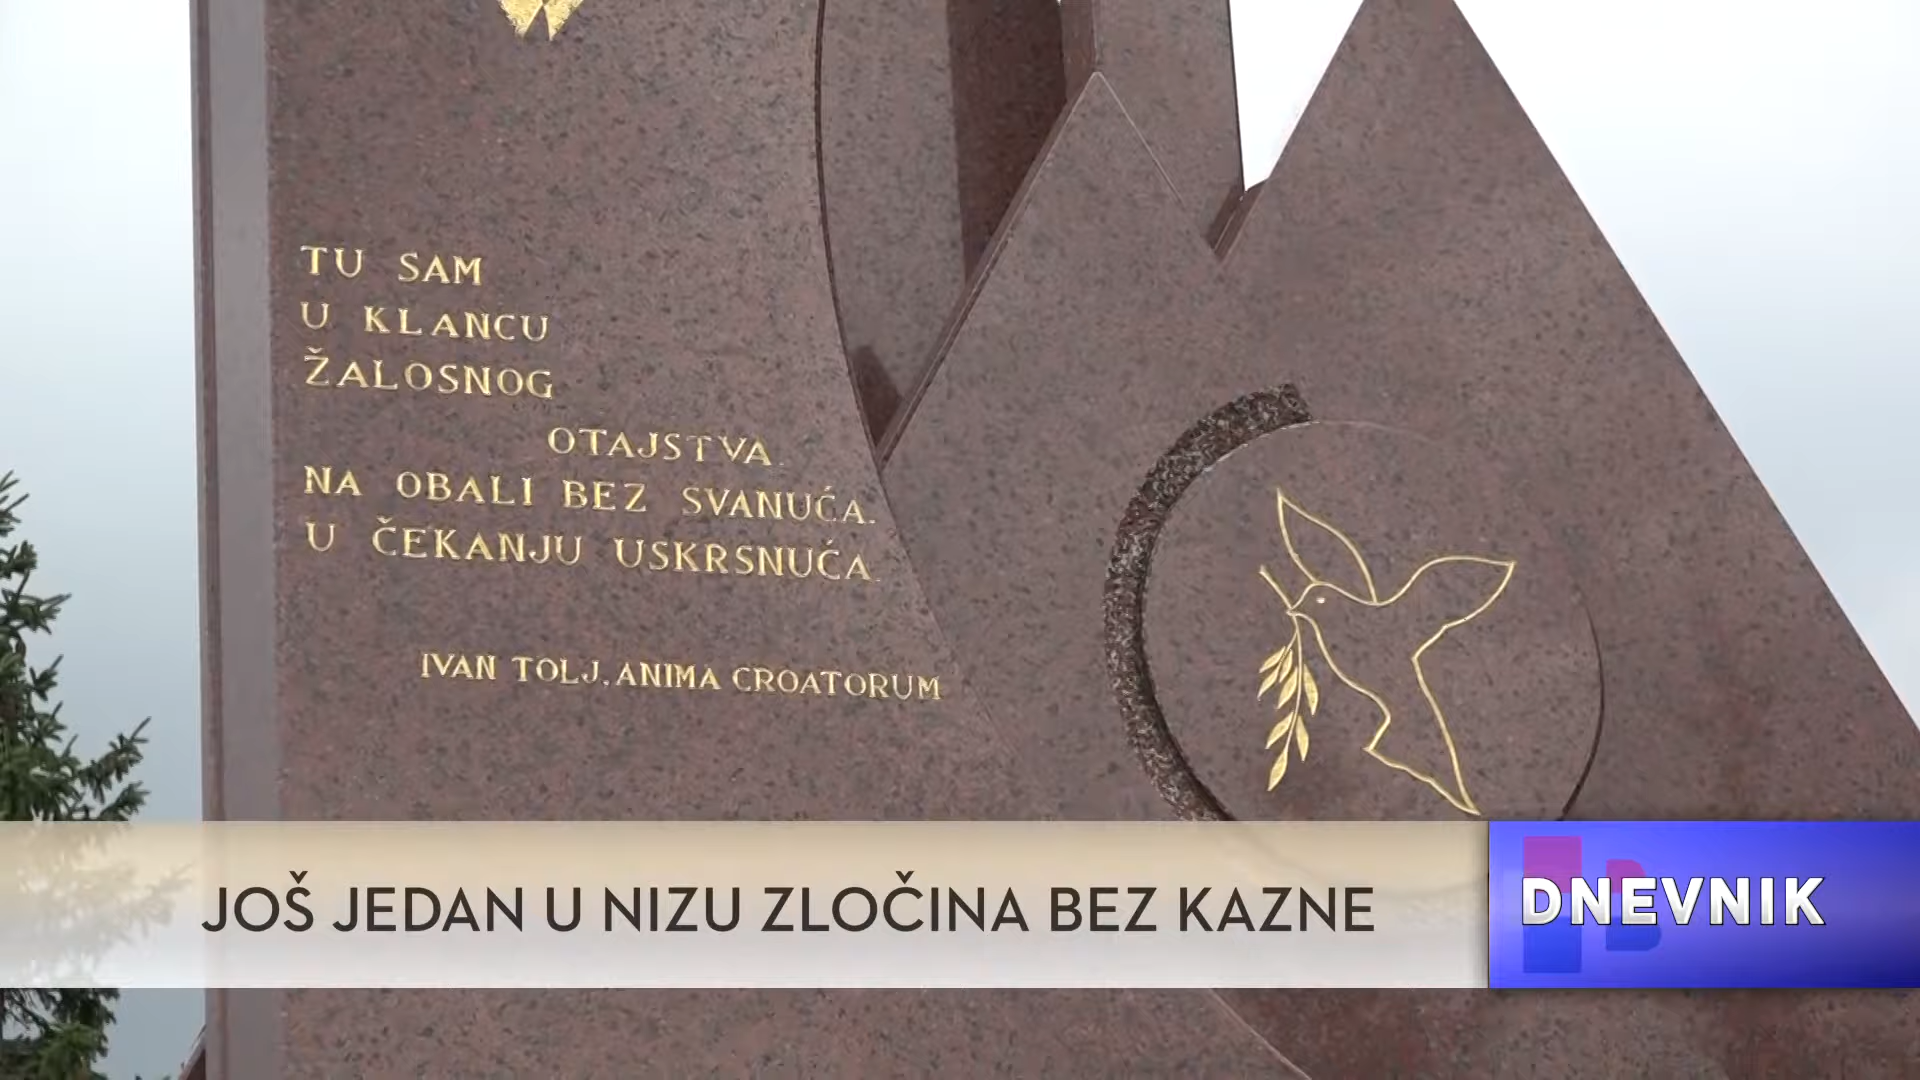 TU SAM
U KLANCU
ŽALOSNOG
OTAJSTVA.
NA OBALI BEZ SVANUĆA.
U ČEKANJU USKRSNUĆA.
IVAN TOLJ, ANIMA CROATORUM
JOŠ JEDAN U NIZU ZLOČINA BEZ KAZNE
DNEVNIK